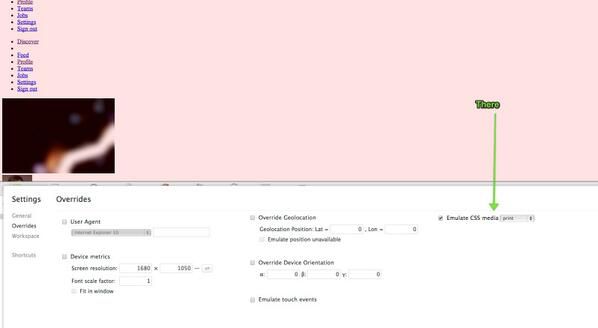 Profile
Teams
Jobs
Settings
Sign out
Discover
Feed
Profile
Teams
Jobs
Settings
Sign out
There
Settings
Overrides
General
Overrides
Workspace
Shortcuts
User Agent
Internet Explorer 10
Device metrics
Screen resolution: 1680 × 1050
Font scale factor: 1
Fit in window
Override Geolocation
Geolocation Position: Lat = 0 , Lon = 0
Emulate position unavailable
Override Device Orientation
α: 0 β: 0 γ: 0
Emulate touch events
Emulate CSS media print